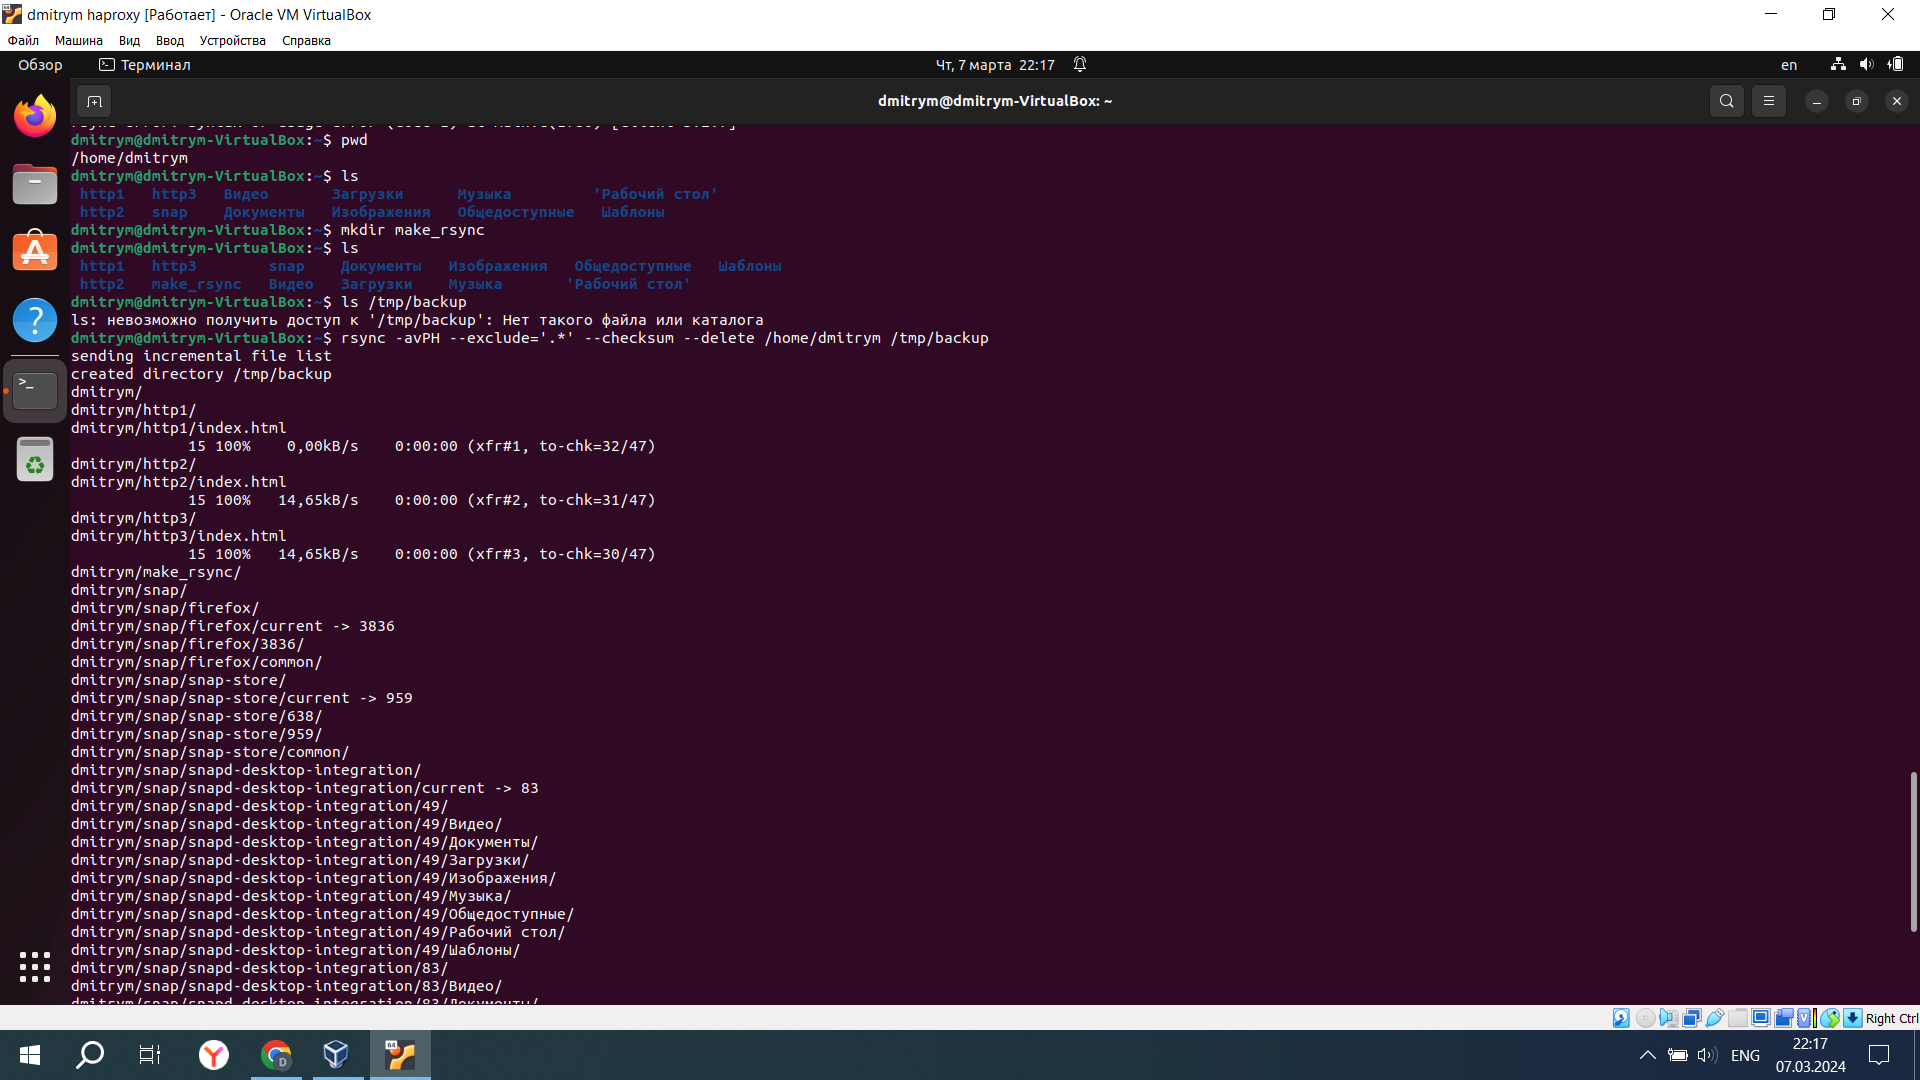 dmitrym haproxy [Работает] - Oracle VM VirtualBox
Файл Машина Вид Ввод Устройства Справка
Обзор Терминал Чт, 7 марта 22:17 en
dmitrym@dmitrym-VirtualBox: ~
dmitrym@dmitrym-VirtualBox:~$ pwd
/home/dmitrym
dmitrym@dmitrym-VirtualBox:~$ ls
http1 http3 Видео Загрузки Музыка 'Рабочий стол'
http2 snap Документы Изображения Общедоступные Шаблоны
dmitrym@dmitrym-VirtualBox:~$ mkdir make_rsync
dmitrym@dmitrym-VirtualBox:~$ ls
http1 http3 snap Документы Изображения Общедоступные Шаблоны
http2 make_rsync Видео Загрузки Музыка 'Рабочий стол'
dmitrym@dmitrym-VirtualBox:~$ ls /tmp/backup
ls: невозможно получить доступ к '/tmp/backup': Нет такого файла или каталога
dmitrym@dmitrym-VirtualBox:~$ rsync -avPH --exclude='.*' --checksum --delete /home/dmitrym /tmp/backup
sending incremental file list
created directory /tmp/backup
dmitrym/
dmitrym/http1/
dmitrym/http1/index.html
15 100% 0,00kB/s 0:00:00 (xfr#1, to-chk=32/47)
dmitrym/http2/
dmitrym/http2/index.html
15 100% 14,65kB/s 0:00:00 (xfr#2, to-chk=31/47)
dmitrym/http3/
dmitrym/http3/index.html
15 100% 14,65kB/s 0:00:00 (xfr#3, to-chk=30/47)
dmitrym/make_rsync/
dmitrym/snap/
dmitrym/snap/firefox/
dmitrym/snap/firefox/current -> 3836
dmitrym/snap/firefox/3836/
dmitrym/snap/firefox/common/
dmitrym/snap/snap-store/
dmitrym/snap/snap-store/current -> 959
dmitrym/snap/snap-store/638/
dmitrym/snap/snap-store/959/
dmitrym/snap/snap-store/common/
dmitrym/snap/snapd-desktop-integration/
dmitrym/snap/snapd-desktop-integration/current -> 83
dmitrym/snap/snapd-desktop-integration/49/
dmitrym/snap/snapd-desktop-integration/49/Видео/
dmitrym/snap/snapd-desktop-integration/49/Документы/
dmitrym/snap/snapd-desktop-integration/49/Загрузки/
dmitrym/snap/snapd-desktop-integration/49/Изображения/
dmitrym/snap/snapd-desktop-integration/49/Музыка/
dmitrym/snap/snapd-desktop-integration/49/Общедоступные/
dmitrym/snap/snapd-desktop-integration/49/Рабочий стол/
dmitrym/snap/snapd-desktop-integration/49/Шаблоны/
dmitrym/snap/snapd-desktop-integration/83/
dmitrym/snap/snapd-desktop-integration/83/Видео/
dmitrym/snap/snapd-desktop-integration/83/Документы/
Right Ctrl
ENG
22:17
07.03.2024